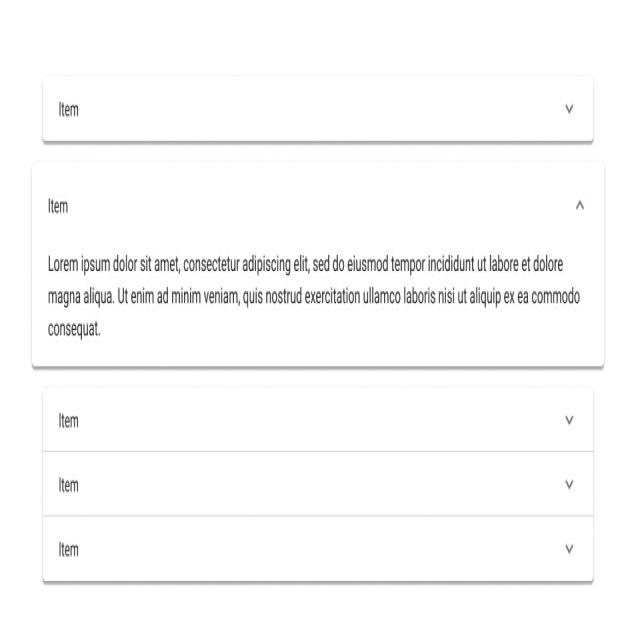 Item
Item
Lorem ipsum dolor sit amet, consectetur adipiscing elit, sed do eiusmod tempor incididunt ut labore et dolore
magna aliqua. Ut enim ad minim veniam, quis nostrud exercitation ullamco laboris nisi ut aliquip ex ea commodo
consequat.
Item
Item
Item